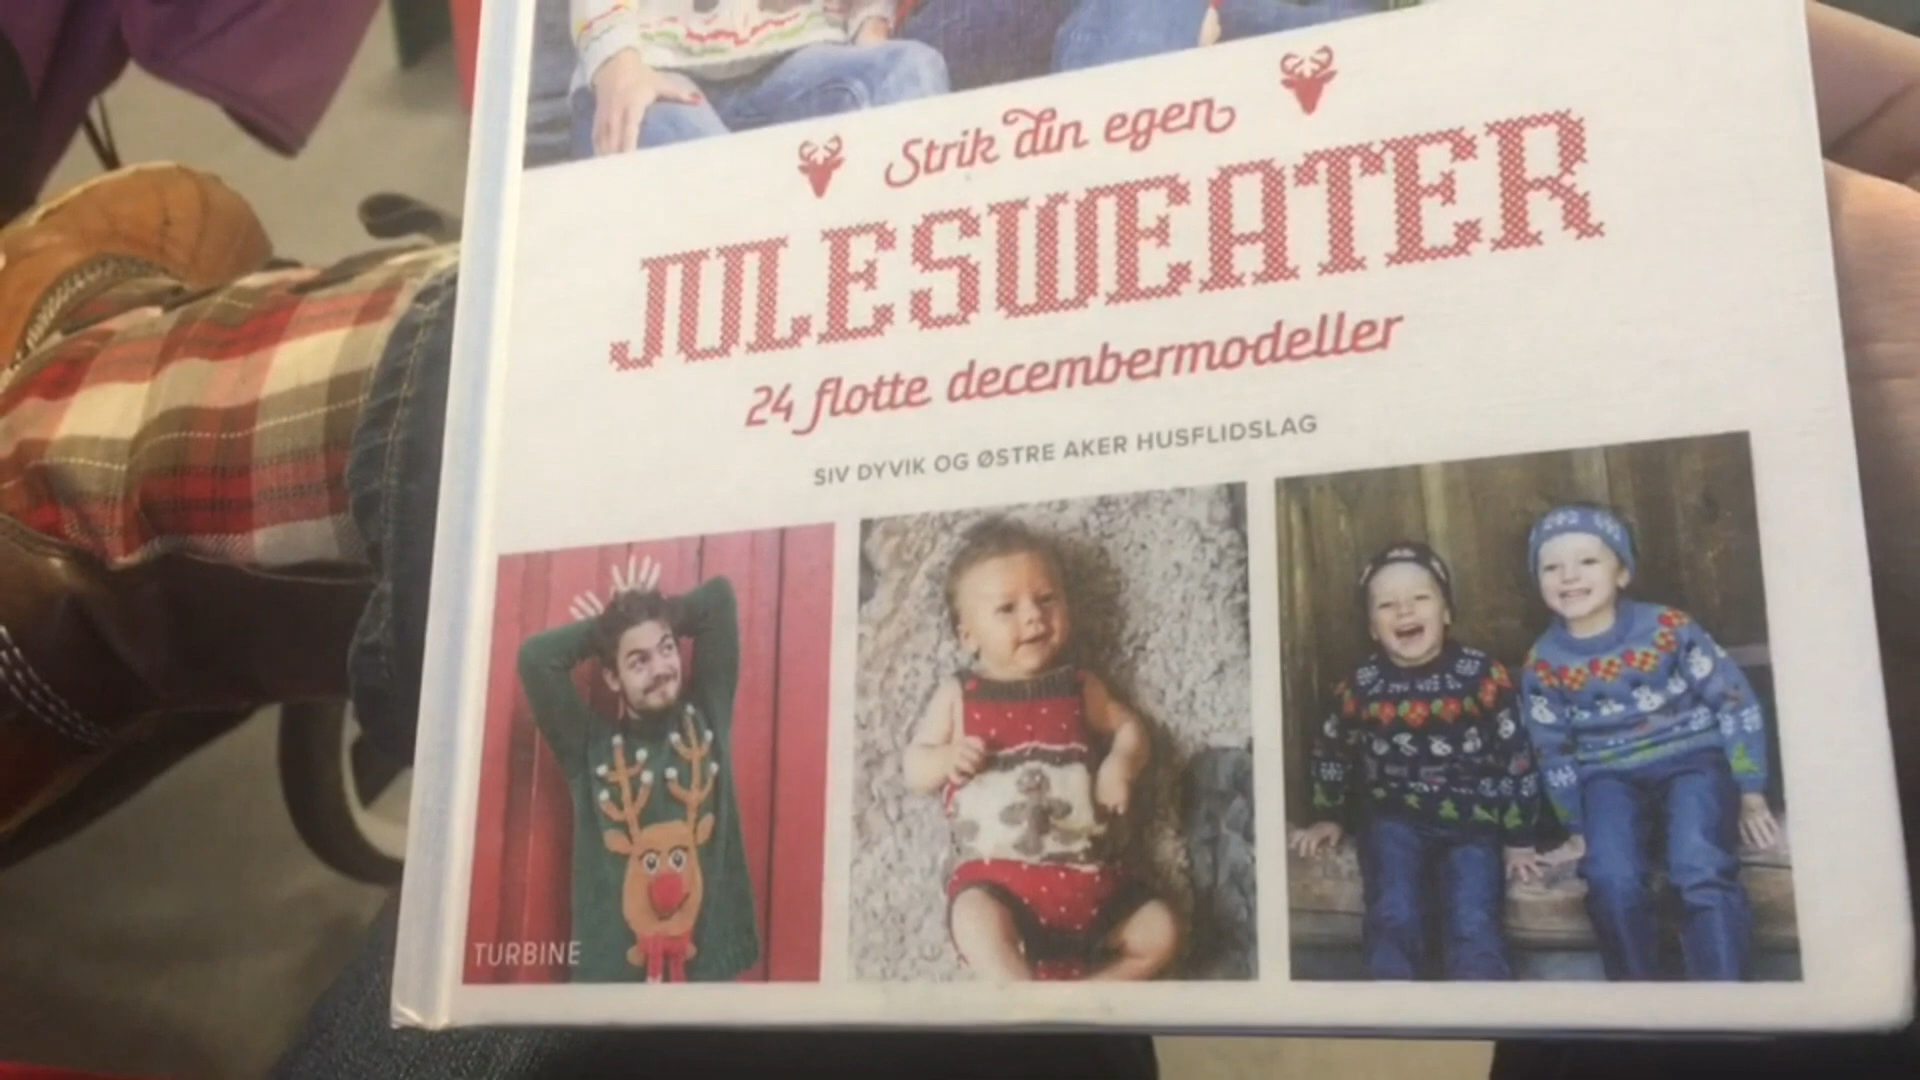 Strik din egen
JULESWEATER
24 flotte decembermodeller
SIV DYVIK OG ØSTRE AKER HUSFLIDSLAG
TURBINE